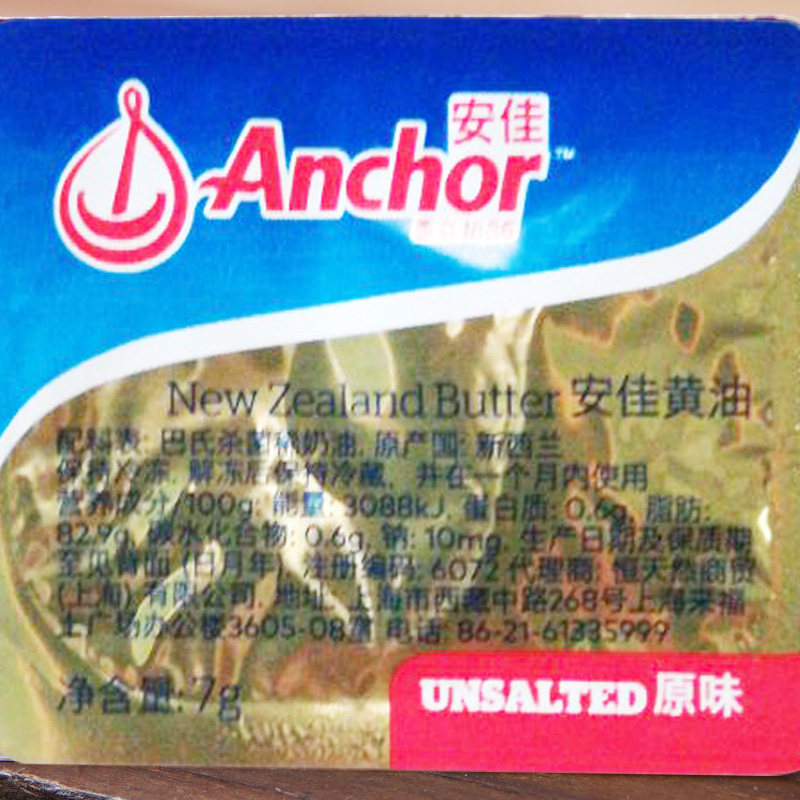 安佳
Anchor™
New Zealand Butter 安佳黄油
配料表: 巴氏杀菌稀奶油, 原产国: 新西兰
保持冷冻, 解冻后保持冷藏, 并在一个月内使用
营养成分/100g: 能量: 3088kJ, 蛋白质: 0.6g, 脂肪:
82.9g, 碳水化合物: 0.6g, 钠: 10mg, 生产日期及保质期
至见背面 (日月年), 注册编码: 6072 代理商: 恒天然商贸
(上海) 有限公司, 地址: 上海市西藏中路268号上海来福
士广场办公楼3605-08室 电话: 86-21-61335999
净含量: 7g
UNSALTED 原味